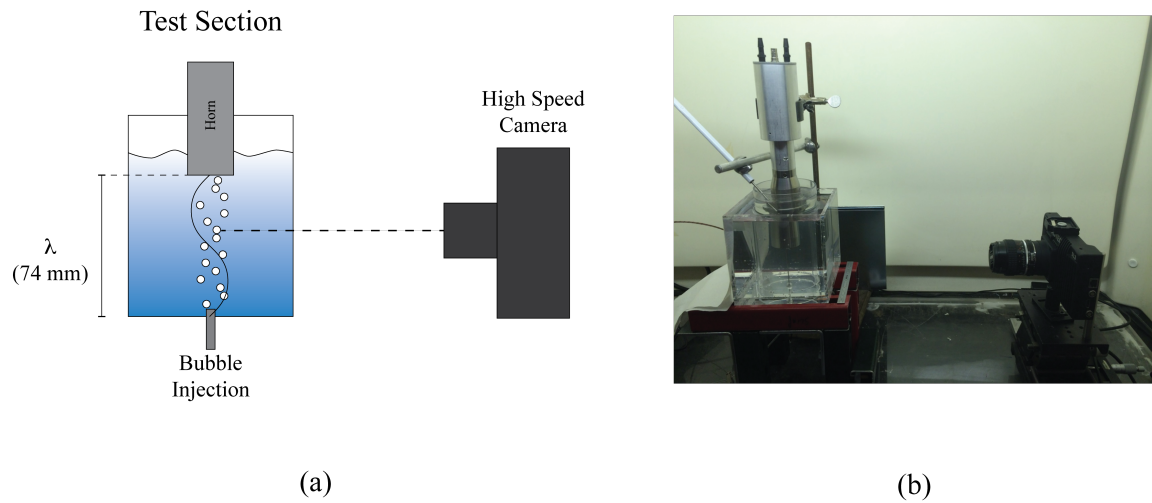 Test Section
Horn
High Speed
Camera
λ
(74 mm)
Bubble
Injection
(a)
(b)